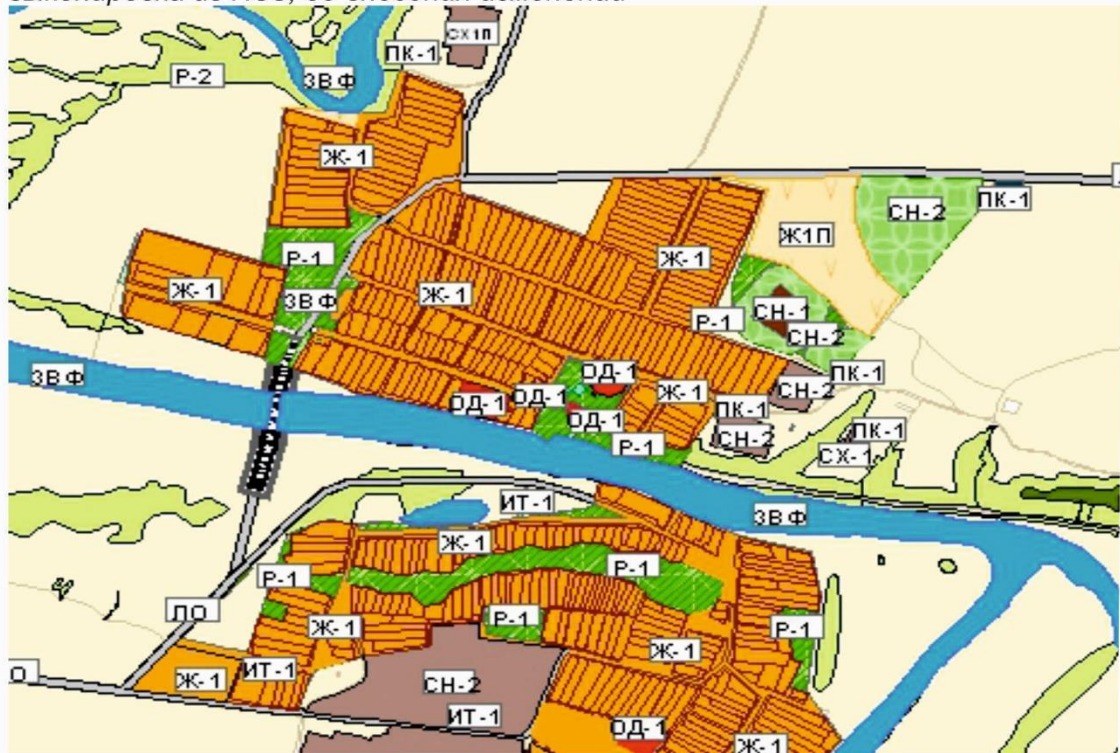 СХ1П
ПК-1
Р-2
ЗВФ
Ж-1
СН-2
ПК-1
Ж1П
Р-1
Ж-1
Ж-1
Ж-1
ЗВФ
СН-1
Р-1
СН-2
ЗВФ
ОД-1
ПК-1
СН-2
Ж-1
ОД-1
ОД-1
ПК-1
ОД-1
ПК-1
СН-2
Р-1
СХ-1
ИТ-1
ЗВФ
Ж-1
Р-1
Р-1
ЛО
Р-1
Ж-1
Р-1
Ж-1
ИТ-1
Ж-1
СН-2
ИТ-1
ОД-1
Ж-1